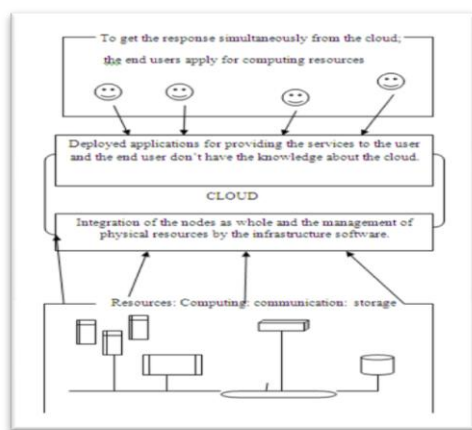 To get the response simultaneously from the cloud,
the end users apply for computing resources
Deployed applications for providing the services to the user
and the end user don't have the knowledge about the cloud.
CLOUD
Integration of the nodes as whole and the management of
physical resources by the infrastructure software.
Resources: Computing: communication: storage